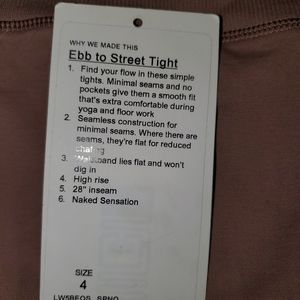 WHY WE MADE THIS
Ebb to Street Tight
1. Find your flow in these simple
tights. Minimal seams and no
pockets give them a smooth fit
that's extra comfortable during
yoga and floor work
2. Seamless construction for
minimal seams. Where there are
seams, they're flat for reduced
chafing
3. Waistband lies flat and won't
dig in
4. High rise
5. 28" inseam
6. Naked Sensation
SIZE
4